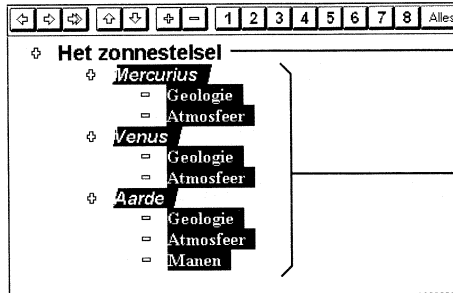 1 2 3 4 5 6 7 8 Alles
Het zonnestelsel
Mercurius
Geologie
Atmosfeer
Venus
Geologie
Atmosfeer
Aarde
Geologie
Atmosfeer
Manen